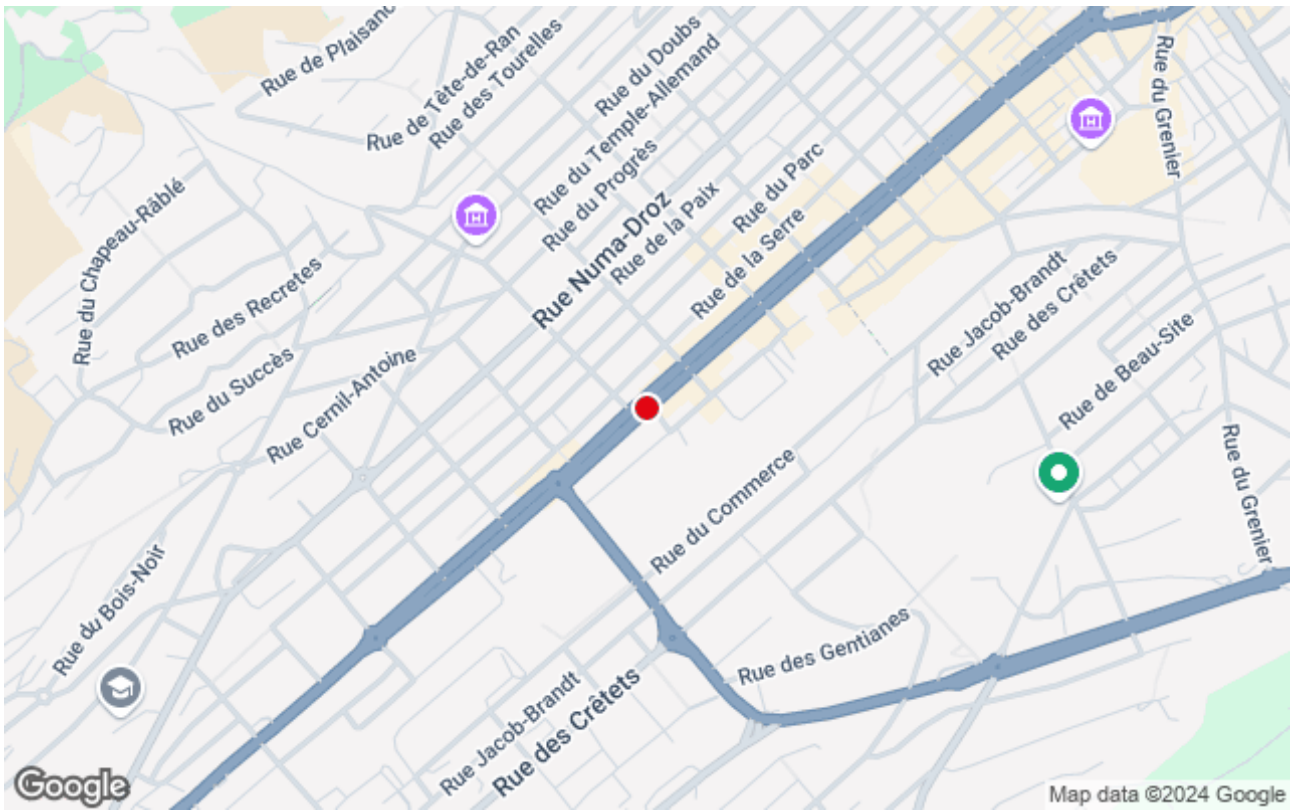 Rue de Plaisanc
Rue de Tête-de-Ran
Rue des Tourelles
Rue du Doubs
Rue du Temple-Allemand
Rue du Progrès
Rue Numa-Droz
Rue de la Paix
Rue du Parc
Rue de la Serre
Rue du Grenier
Rue du Chapeau-Râblé
Rue des Recretes
Rue du Succès
Rue Cernil-Antoine
Rue Jacob-Brandt
Rue des Crêtets
Rue de Beau-Site
Rue du Grenier
Rue du Commerce
Rue du Bois-Noir
Rue des Gentianes
Rue Jacob-Brandt
Rue des Crêtets
Google
Map data ©2024 Google